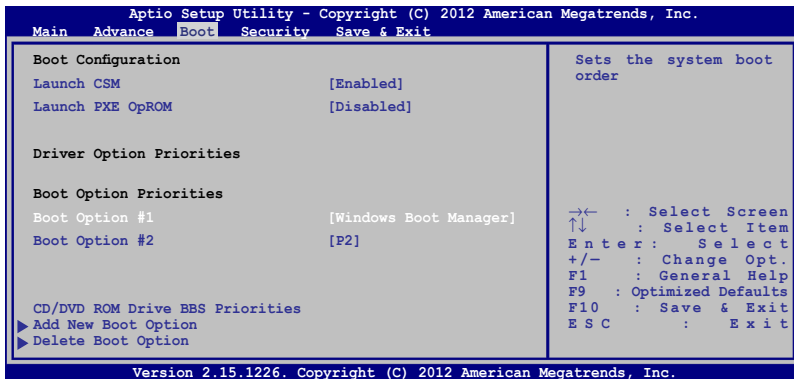 Aptio Setup Utility - Copyright (C) 2012 American Megatrends, Inc.
Main Advance Boot Security Save & Exit
Boot Configuration
Launch CSM [Enabled]
Launch PXE OpROM [Disabled]
Driver Option Priorities
Boot Option Priorities
Boot Option #1 [Windows Boot Manager]
Boot Option #2 [P2]
CD/DVD ROM Drive BBS Priorities
Add New Boot Option
Delete Boot Option
Sets the system boot
order
→← : Select Screen
↑↓ : Select Item
Enter: Select
+/— : Change Opt.
F1 : General Help
F9 : Optimized Defaults
F10 : Save & Exit
ESC : Exit
Version 2.15.1226. Copyright (C) 2012 American Megatrends, Inc.